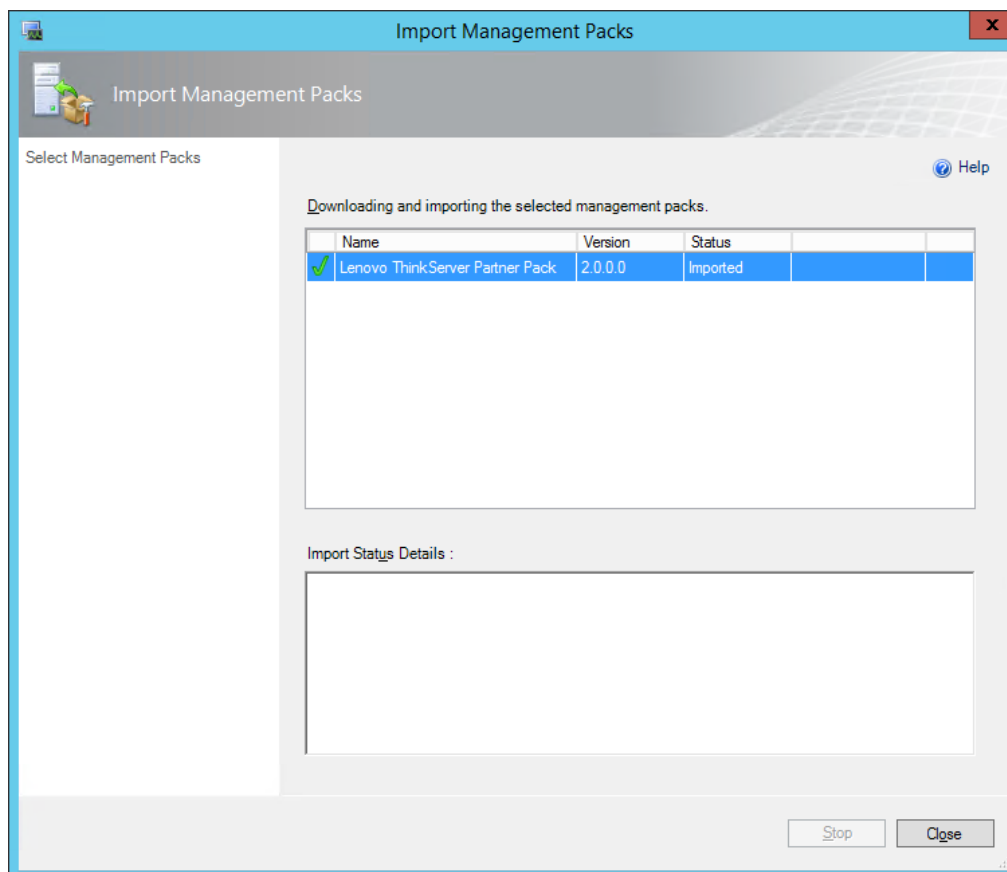 Import Management Packs
x
Import Management Packs
Select Management Packs
Help
Downloading and importing the selected management packs.
Name Version Status
Lenovo ThinkServer Partner Pack 2.0.0.0 Imported
Import Status Details :
Stop Close